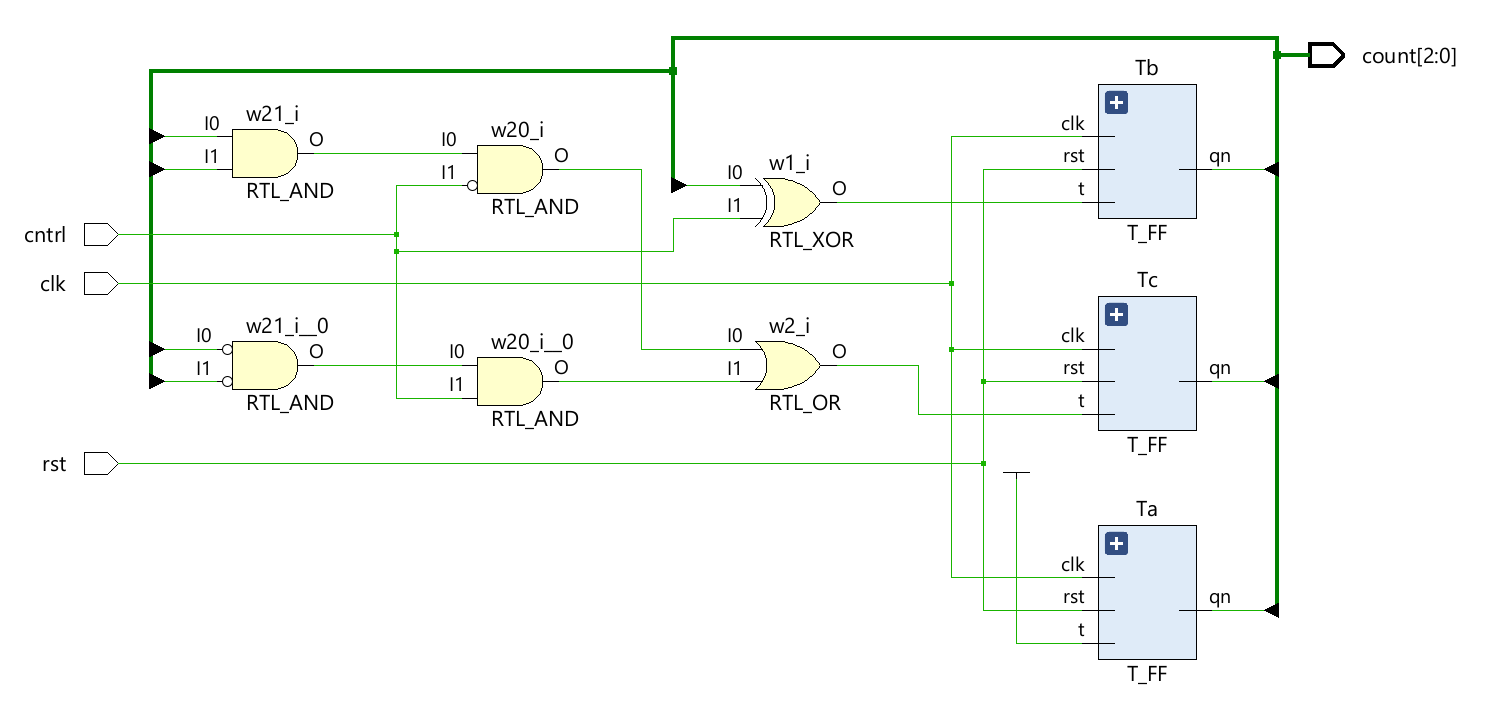 count[2:0]
Tb
clk
rst
qn
t
T_FF
w21_i
I0
O
I1
RTL_AND
w20_i
I0
O
I1
RTL_AND
w1_i
I0
O
I1
RTL_XOR
cntrl
clk
Tc
clk
rst
qn
t
T_FF
w21_i__0
I0
O
I1
RTL_AND
w20_i__0
I0
O
I1
RTL_AND
w2_i
I0
O
I1
RTL_OR
rst
Ta
clk
rst
qn
t
T_FF